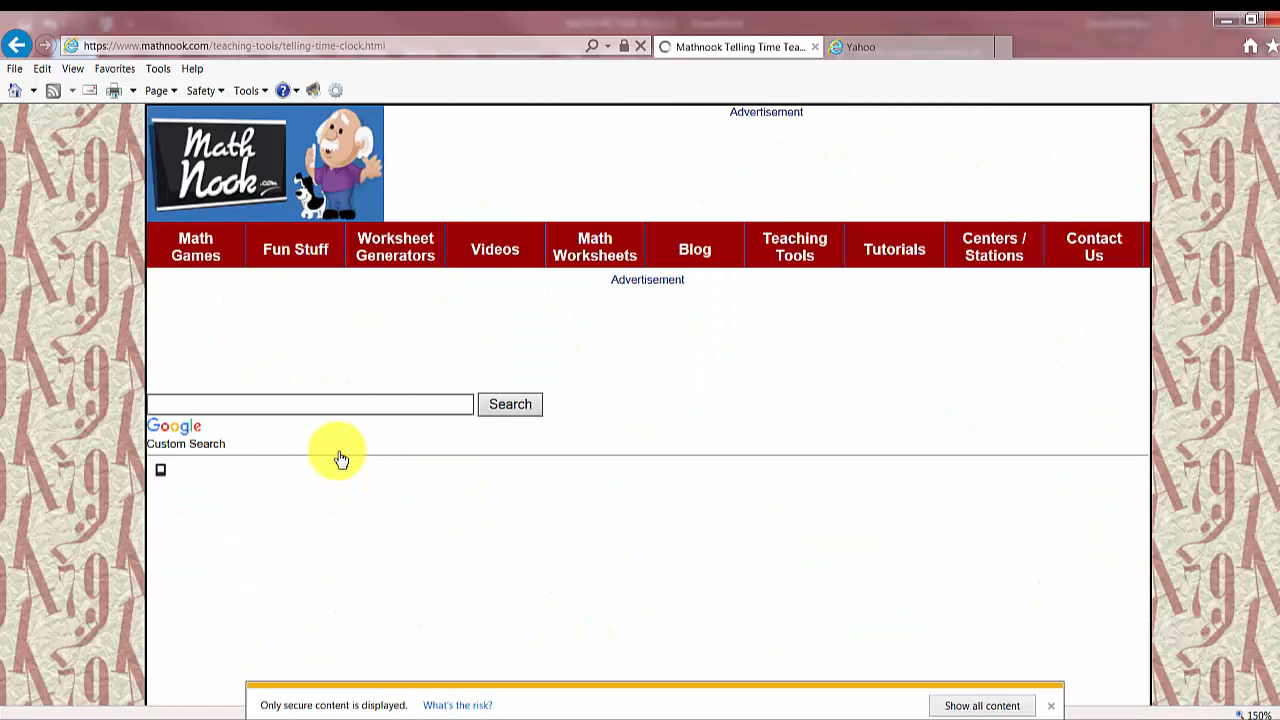 https://www.mathnook.com/teaching-tools/telling-time-clock.html
Mathnook Telling Time Tea...
Yahoo
File Edit View Favorites Tools Help
Page Safety Tools
Math Nook.com
Advertisement
Math Games
Fun Stuff
Worksheet Generators
Videos
Math Worksheets
Blog
Teaching Tools
Tutorials
Centers / Stations
Contact Us
Advertisement
Search
Google
Custom Search
Only secure content is displayed. What's the risk? Show all content
150%